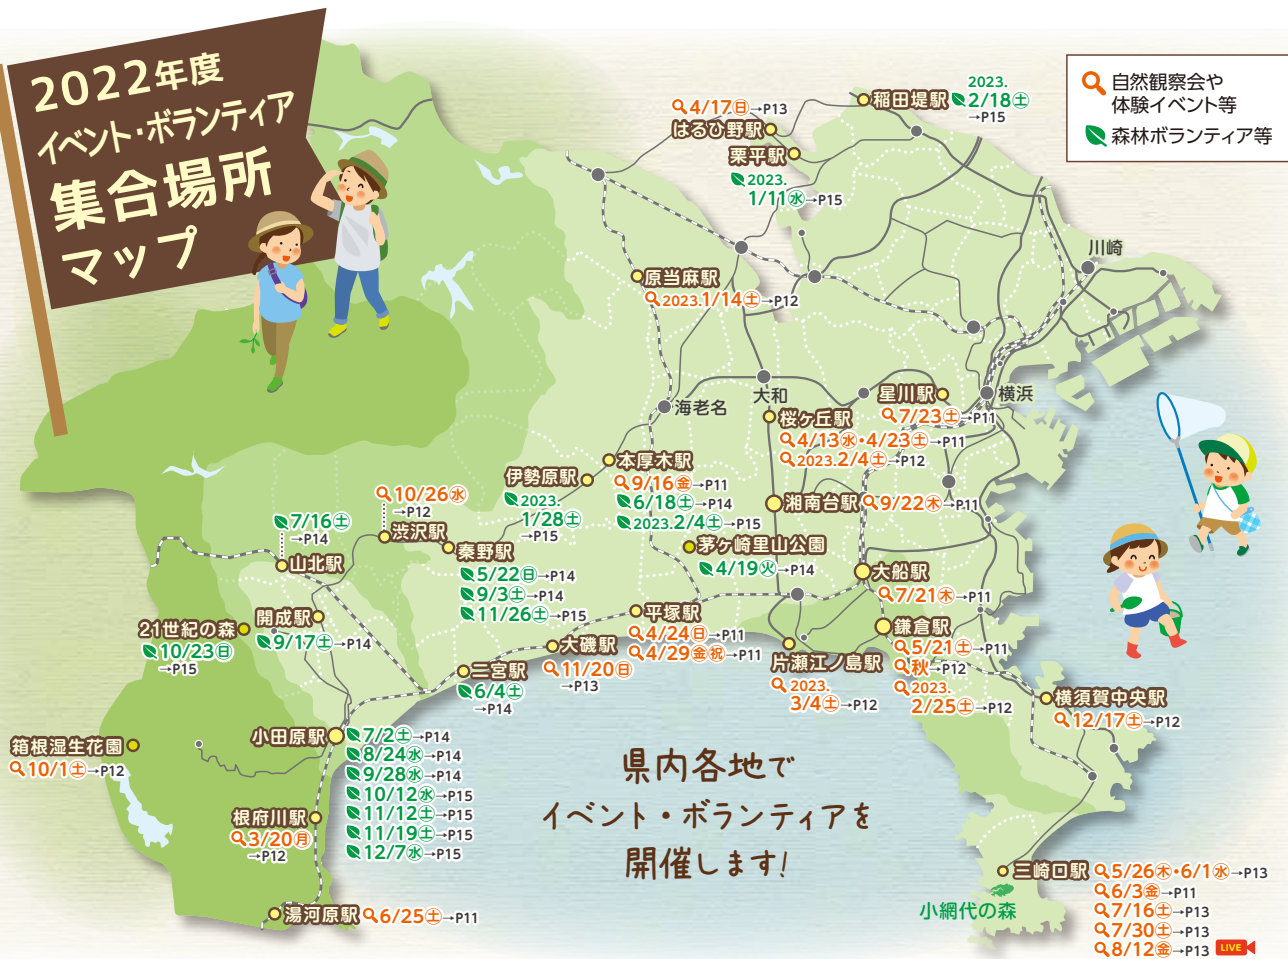 2022年度
イベント・ボランティア
集合場所
マップ
自然観察会や
体験イベント等
森林ボランティア等
4/17㊐→P13
はるひ野駅
栗平駅
2023.
1/11㊌→P15
稲田堤駅
2023.
2/18㊏
→P15
川崎
原当麻駅
2023.1/14㊏→P12
海老名
大和
横浜
星川駅
7/23㊏→P11
桜ヶ丘駅
4/13㊌・4/23㊏→P11
2023.2/4㊏→P12
本厚木駅
9/16㊎→P11
6/18㊏→P14
2023.2/4㊏→P15
伊勢原駅
2023.
1/28㊏
→P15
湘南台駅
9/22㊍→P11
10/26㊌
→P12
渋沢駅
7/16㊏
→P14
山北駅
秦野駅
5/22㊐→P14
9/3㊏→P14
11/26㊏→P15
茅ヶ崎里山公園
4/19㊋→P14
大船駅
7/21㊍→P11
開成駅
9/17㊏→P14
21世紀の森
10/23㊐
→P15
平塚駅
4/24㊐→P11
4/29㊎㊗→P11
大磯駅
11/20㊐
→P13
二宮駅
6/4㊏
→P14
鎌倉駅
5/21㊏→P11
秋→P12
2023.
2/25㊏→P12
片瀬江ノ島駅
2023.
3/4㊏→P12
横須賀中央駅
12/17㊏→P12
箱根湿生花園
10/1㊏→P12
小田原駅
7/2㊏→P14
8/24㊌→P14
9/28㊌→P14
10/12㊌→P15
11/12㊏→P15
11/19㊏→P15
12/7㊌→P15
県内各地で
イベント・ボランティアを
開催します!
根府川駅
3/20㊊
→P12
湯河原駅
6/25㊏→P11
三崎口駅
5/26㊍・6/1㊌→P13
6/3㊎→P11
7/16㊏→P13
7/30㊏→P13
8/12㊎→P13
LIVE
小網代の森